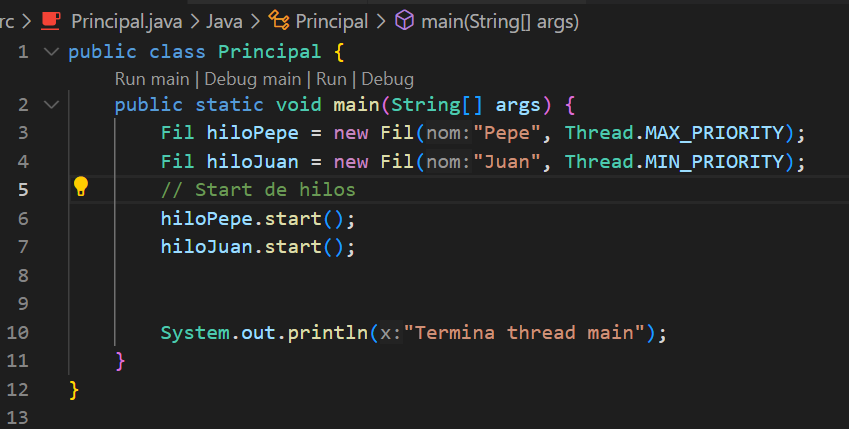 rc > Principal.java > Java > Principal > main(String[] args)
1 public class Principal {
Run main | Debug main | Run | Debug
2 public static void main(String[] args) {
3 Fil hiloPepe = new Fil(nom:"Pepe", Thread.MAX_PRIORITY);
4 Fil hiloJuan = new Fil(nom:"Juan", Thread.MIN_PRIORITY);
5 // Start de hilos
6 hiloPepe.start();
7 hiloJuan.start();
8
9
10 System.out.println(x:"Termina thread main");
11 }
12 }
13